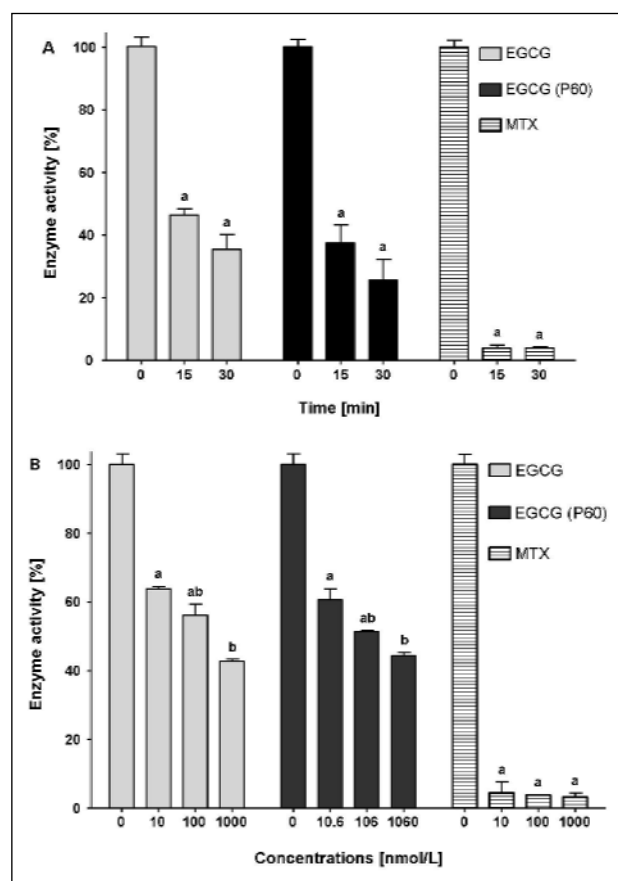 A
100
80
60
40
20
0
Enzyme activity [%]
EGCG
EGCG (P60)
MTX
a a a a a a
0 15 30 0 15 30 0 15 30
Time [min]
B
100
80
60
40
20
0
Enzyme activity [%]
EGCG
EGCG (P60)
MTX
a ab b a ab b a a a
0 10 100 1000 0 10.6 106 1060 0 10 100 1000
Concentrations [nmol/L]